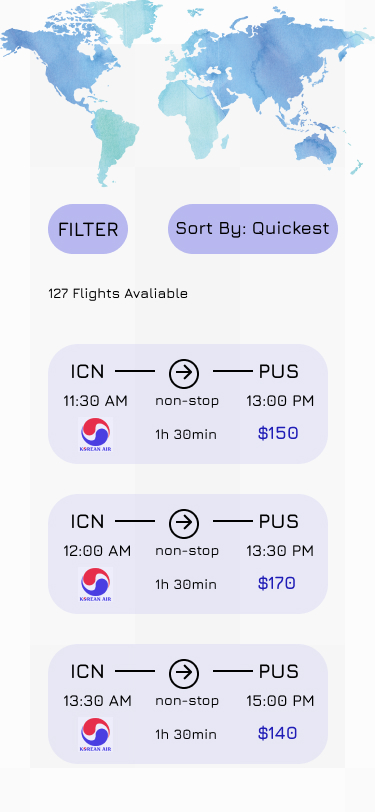 FILTER
Sort By: Quickest
127 Flights Avaliable
ICN PUS
11:30 AM non-stop 13:00 PM
1h 30min $150
KOREAN AIR
ICN PUS
12:00 AM non-stop 13:30 PM
1h 30min $170
KOREAN AIR
ICN PUS
13:30 AM non-stop 15:00 PM
1h 30min $140
KOREAN AIR